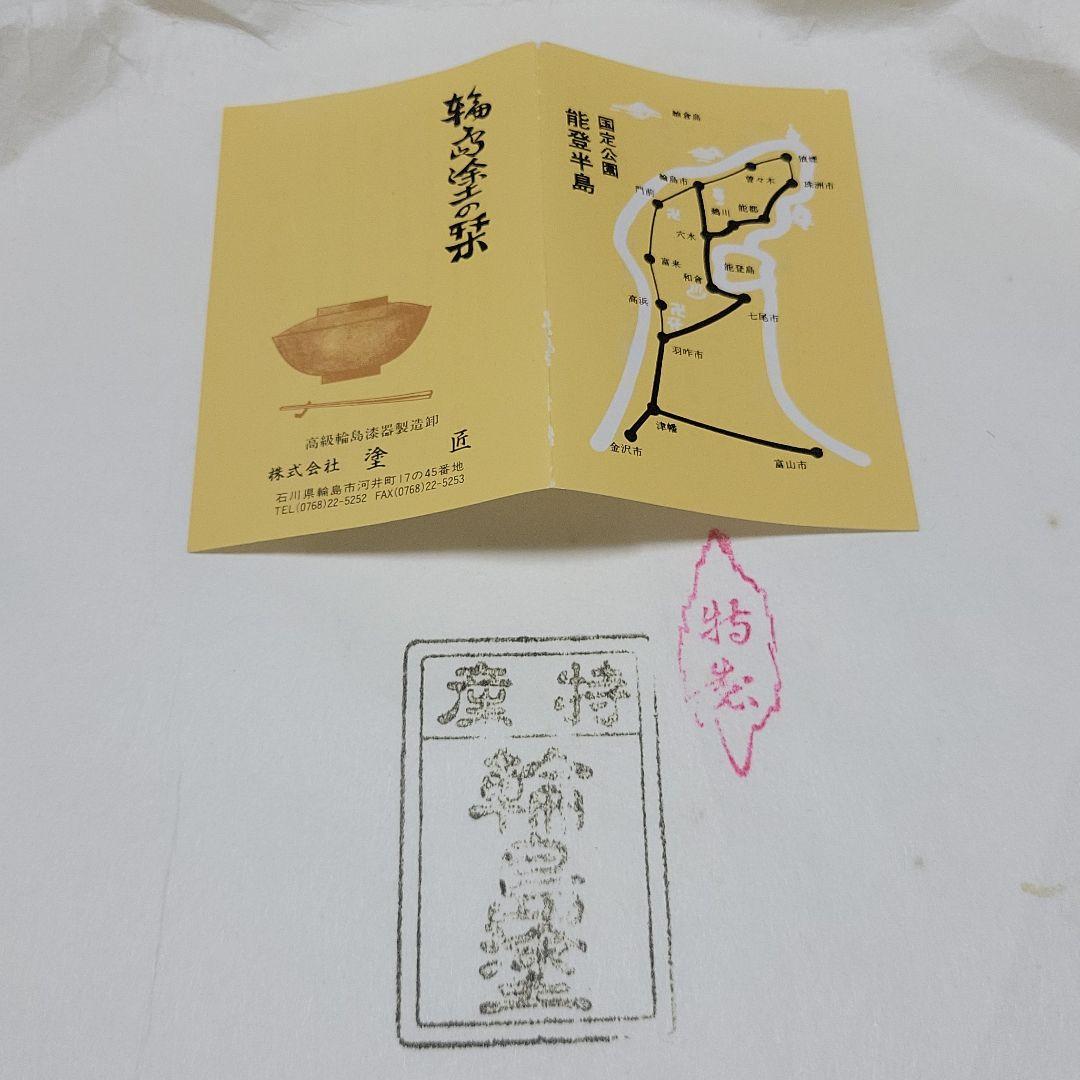 輪島塗の栞
高級輪島漆器製造卸
株式会社 塗匠
石川県輪島市河井町17の45番地
TEL(0768)22-5252 FAX(0768)22-5253
国定公園
能登半島
舳倉島
狼煙
曽々木
珠洲市
輪島市
門前
鵜川
能都
穴水
富来
和倉
能登島
高浜
七尾市
羽咋市
津幡
金沢市
富山市
特製
特産
輪島塗